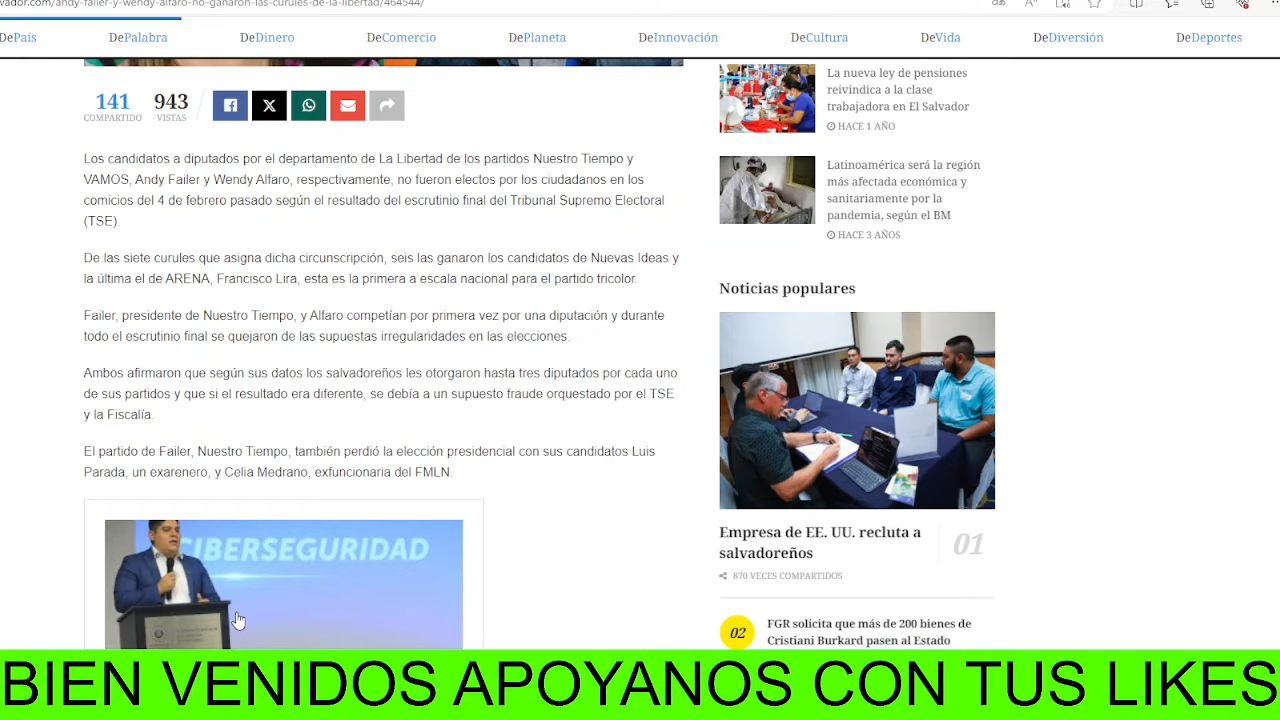 vador.com/andy-failer-y-wendy-alfaro-no-ganaron-las-curules-de-la-libertad/464544/
DePaís DePalabra DeDinero DeComercio DePlaneta DeInnovación DeCultura DeVida DeDiversión DeDeportes
141
COMPARTIDO
943
VISTAS
Los candidatos a diputados por el departamento de La Libertad de los partidos Nuestro Tiempo y
VAMOS, Andy Failer y Wendy Alfaro, respectivamente, no fueron electos por los ciudadanos en los
comicios del 4 de febrero pasado según el resultado del escrutinio final del Tribunal Supremo Electoral
(TSE).
De las siete curules que asigna dicha circunscripción, seis las ganaron los candidatos de Nuevas Ideas y
la última el de ARENA, Francisco Lira, esta es la primera a escala nacional para el partido tricolor.
Failer, presidente de Nuestro Tiempo, y Alfaro competían por primera vez por una diputación y durante
todo el escrutinio final se quejaron de las supuestas irregularidades en las elecciones.
Ambos afirmaron que según sus datos los salvadoreños les otorgaron hasta tres diputados por cada uno
de sus partidos y que si el resultado era diferente, se debía a un supuesto fraude orquestado por el TSE
y la Fiscalía.
El partido de Failer, Nuestro Tiempo, también perdió la elección presidencial con sus candidatos Luis
Parada, un exarenero, y Celia Medrano, exfuncionaria del FMLN.
CIBERSEGURIDAD
La nueva ley de pensiones
reivindica a la clase
trabajadora en El Salvador
HACE 1 AÑO
Latinoamérica será la región
más afectada económica y
sanitariamente por la
pandemia, según el BM
HACE 3 AÑOS
Noticias populares
Empresa de EE. UU. recluta a
salvadoreños
01
870 VECES COMPARTIDOS
02
FGR solicita que más de 200 bienes de
Cristiani Burkard pasen al Estado
BIEN VENIDOS APOYANOS CON TUS LIKES